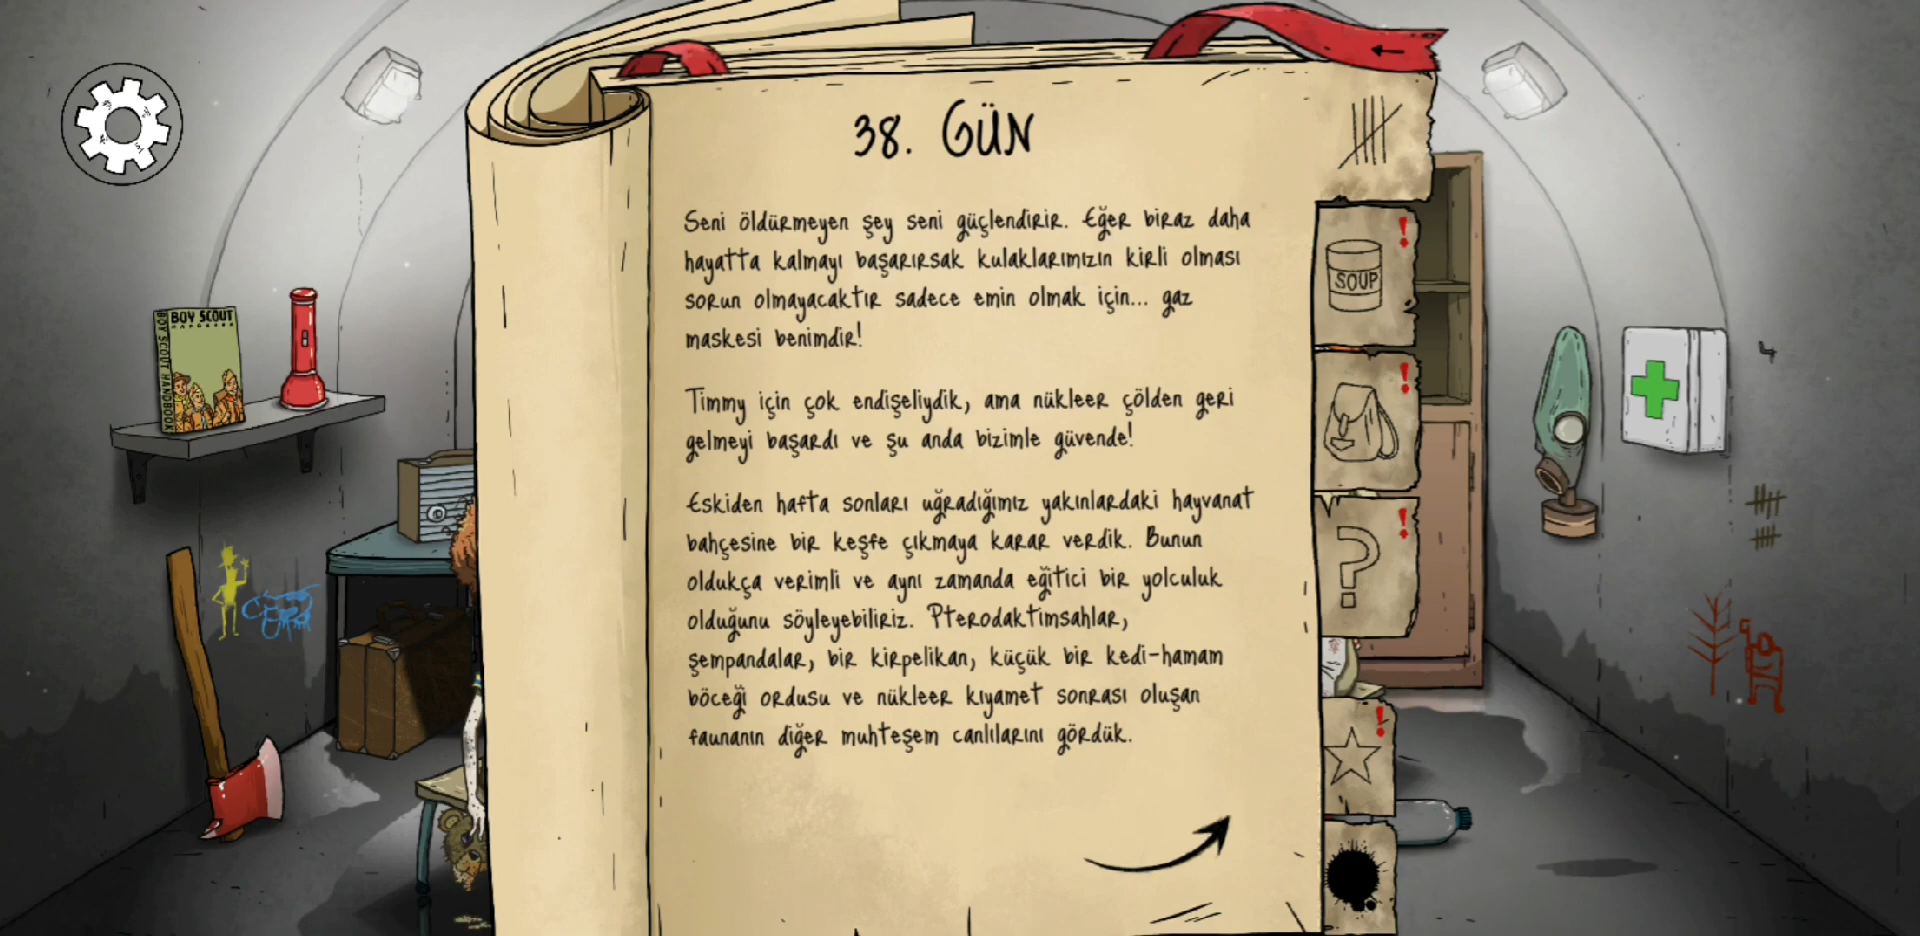 38. GÜN
Seni öldürmeyen şey seni güçlendirir. Eğer biraz daha
hayatta kalmayı başarırsak kulaklarımızın kirli olması
sorun olmayacaktır sadece emin olmak için... gaz
maskesi benimdir!
Timmy için çok endişeliydik, ama nükleer çölden geri
gelmeyi başardı ve şu anda bizimle güvende!
Eskiden hafta sonları uğradığımız yakınlardaki hayvanat
bahçesine bir keşfe çıkmaya karar verdik. Bunun
oldukça verimli ve aynı zamanda eğitici bir yolculuk
olduğunu söyleyebiliriz. Pterodaktimsahlar,
şempandalar, bir kirpelikan, küçük bir kedi-hamam
böceği ordusu ve nükleer kıyamet sonrası oluşan
faunanın diğer muhteşem canlılarını gördük.
!
SOUP
!
!
?
!
BOY SCOUT
BOY SCOUT HANDBOOK